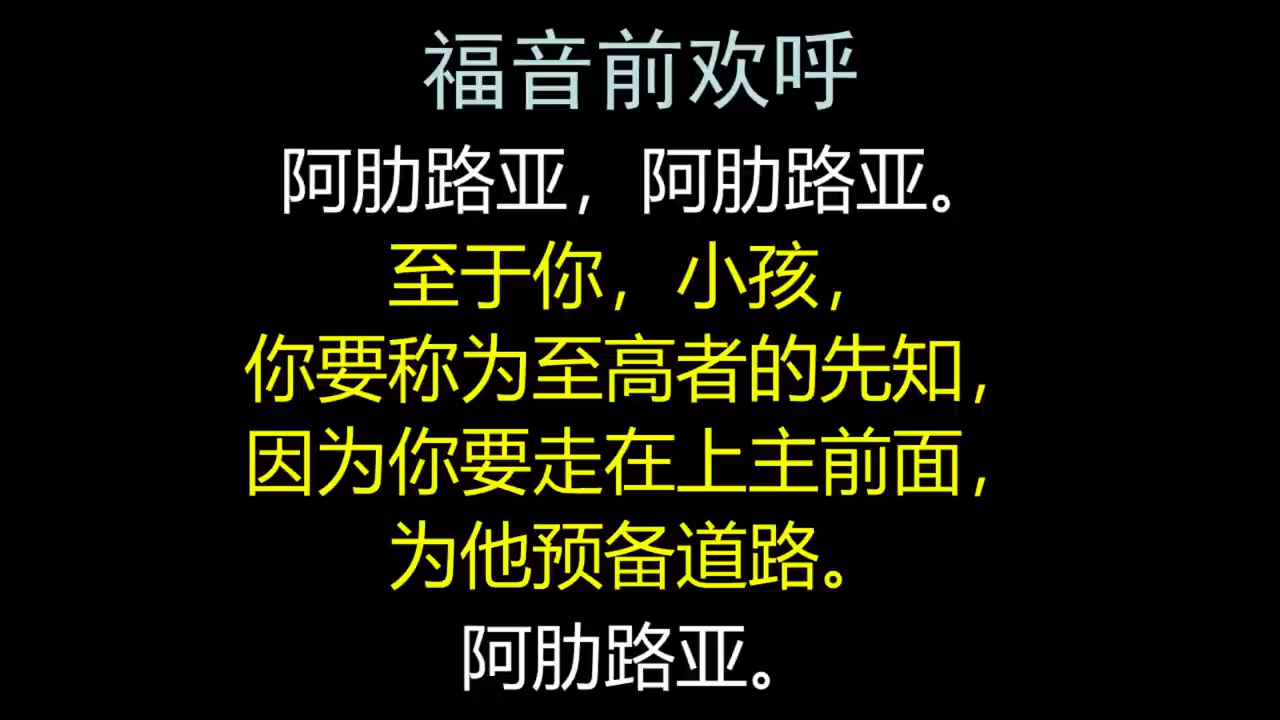 福音前欢呼
阿肋路亚，阿肋路亚。
至于你，小孩，
你要称为至高者的先知，
因为你要走在上主前面，
为他预备道路。
阿肋路亚。